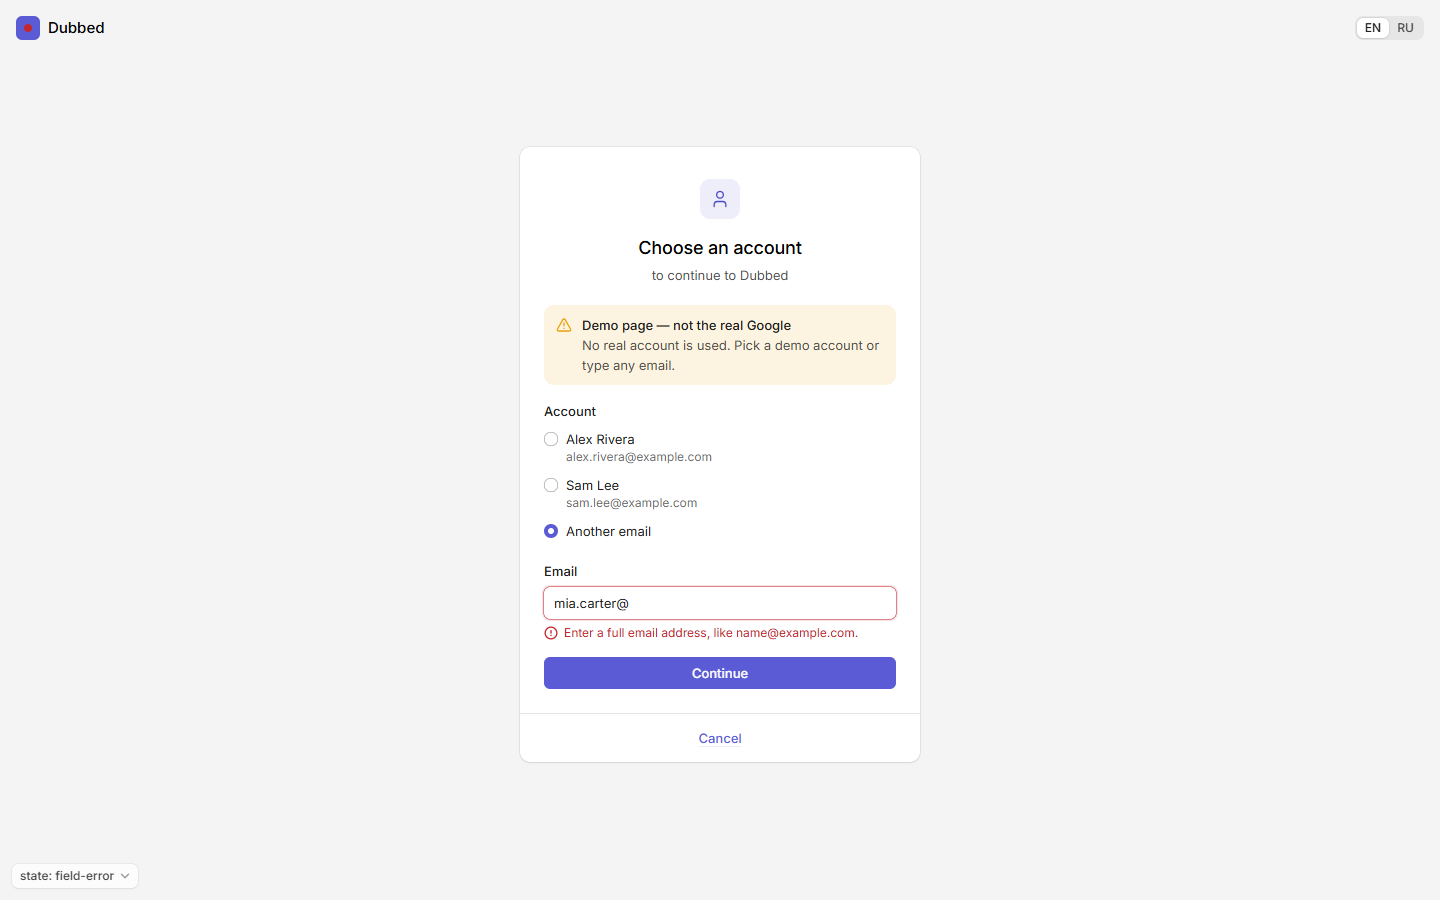 Dubbed
EN RU
Choose an account
to continue to Dubbed
Demo page — not the real Google
No real account is used. Pick a demo account or
type any email.
Account
Alex Rivera
alex.rivera@example.com
Sam Lee
sam.lee@example.com
Another email
Email
mia.carter@
Enter a full email address, like name@example.com.
Continue
Cancel
state: field-error